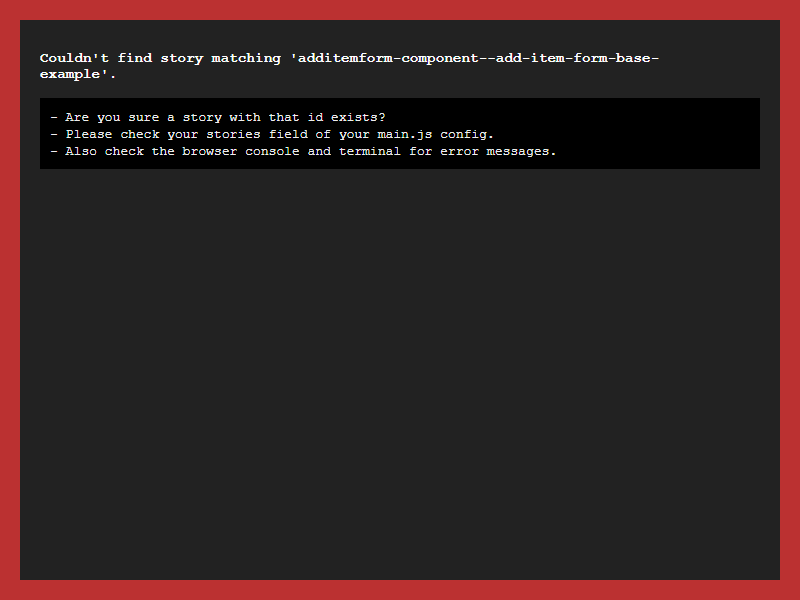 Couldn't find story matching 'additemform-component--add-item-form-base-
example'.
- Are you sure a story with that id exists?
- Please check your stories field of your main.js config.
- Also check the browser console and terminal for error messages.